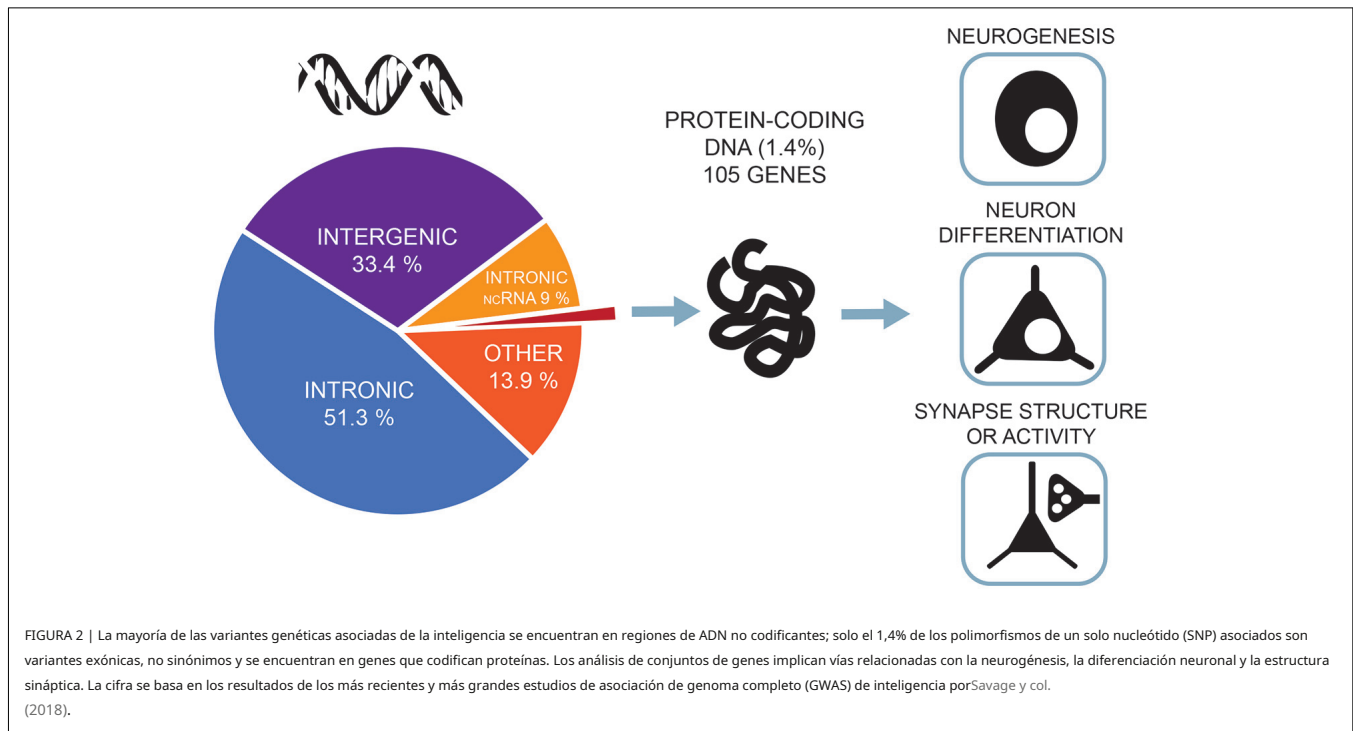 NEUROGENESIS
PROTEIN-CODING
DNA (1.4%)
105 GENES
INTERGENIC
33.4 %
INTRONIC
NCRNA 9 %
NEURON
DIFFERENTIATION
OTHER
13.9 %
INTRONIC
51.3 %
SYNAPSE STRUCTURE
OR ACTIVITY
FIGURA 2 | La mayoría de las variantes genéticas asociadas de la inteligencia se encuentran en regiones de ADN no codificantes; solo el 1,4% de los polimorfismos de un solo nucleótido (SNP) asociados son
variantes exónicas, no sinónimos y se encuentran en genes que codifican proteínas. Los análisis de conjuntos de genes implican vías relacionadas con la neurogénesis, la diferenciación neuronal y la estructura
sináptica. La cifra se basa en los resultados de los más recientes y más grandes estudios de asociación de genoma completo (GWAS) de inteligencia porSavage y col.
(2018).